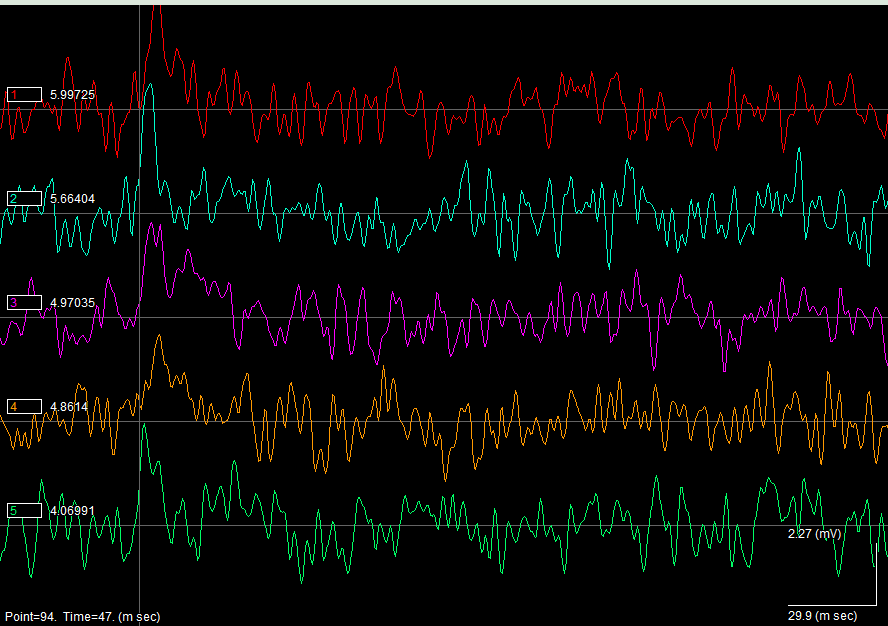 1 5.99725
2 5.66404
3 4.97035
4 4.8614
5 4.06991
2.27 (mV)
Point=94. Time=47. (m sec)
29.9 (m sec)